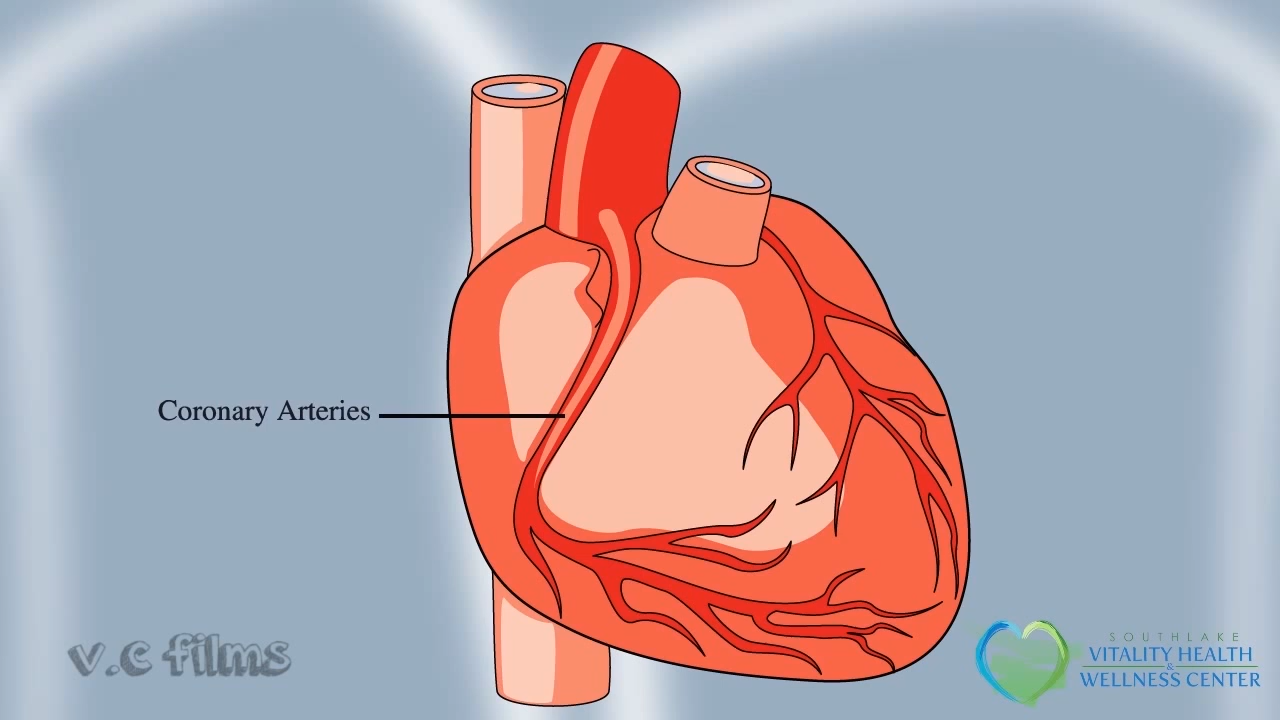 Coronary Arteries
v.c films
SOUTHLAKE
VITALITY HEALTH
&
WELLNESS CENTER